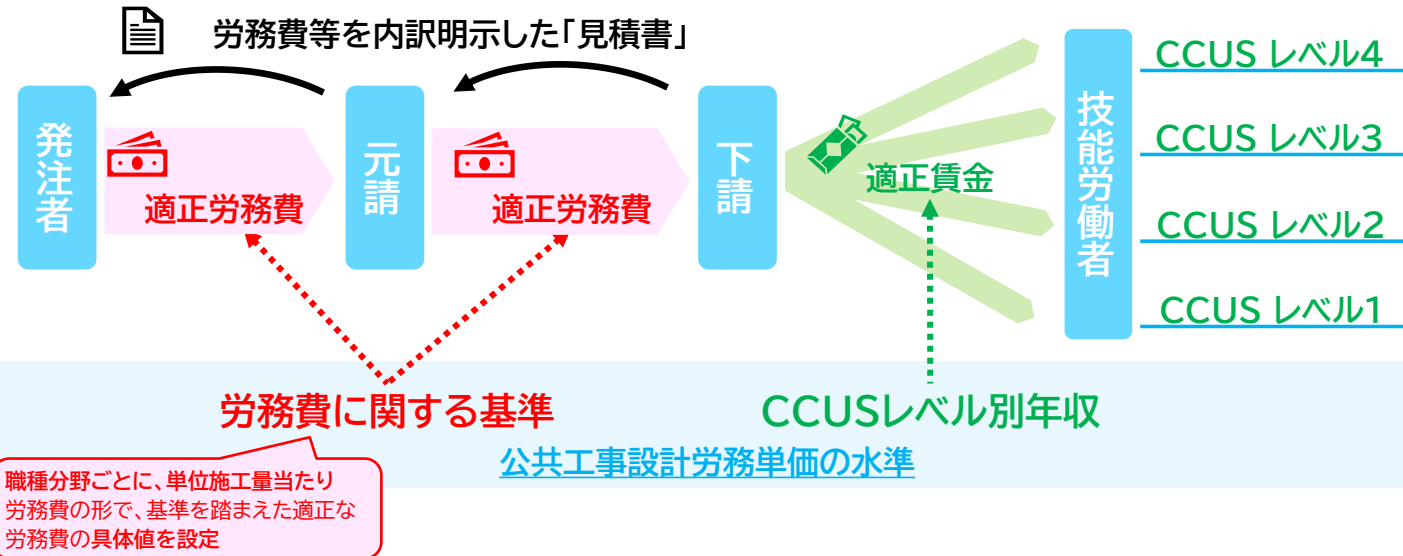 労務費等を内訳明示した「見積書」
発注者
適正労務費
元請
適正労務費
下請
適正賃金
技能労働者
CCUS レベル4
CCUS レベル3
CCUS レベル2
CCUS レベル1
労務費に関する基準
CCUSレベル別年収
公共工事設計労務単価の水準
職種分野ごとに、単位施工量当たり
労務費の形で、基準を踏まえた適正な
労務費の具体値を設定